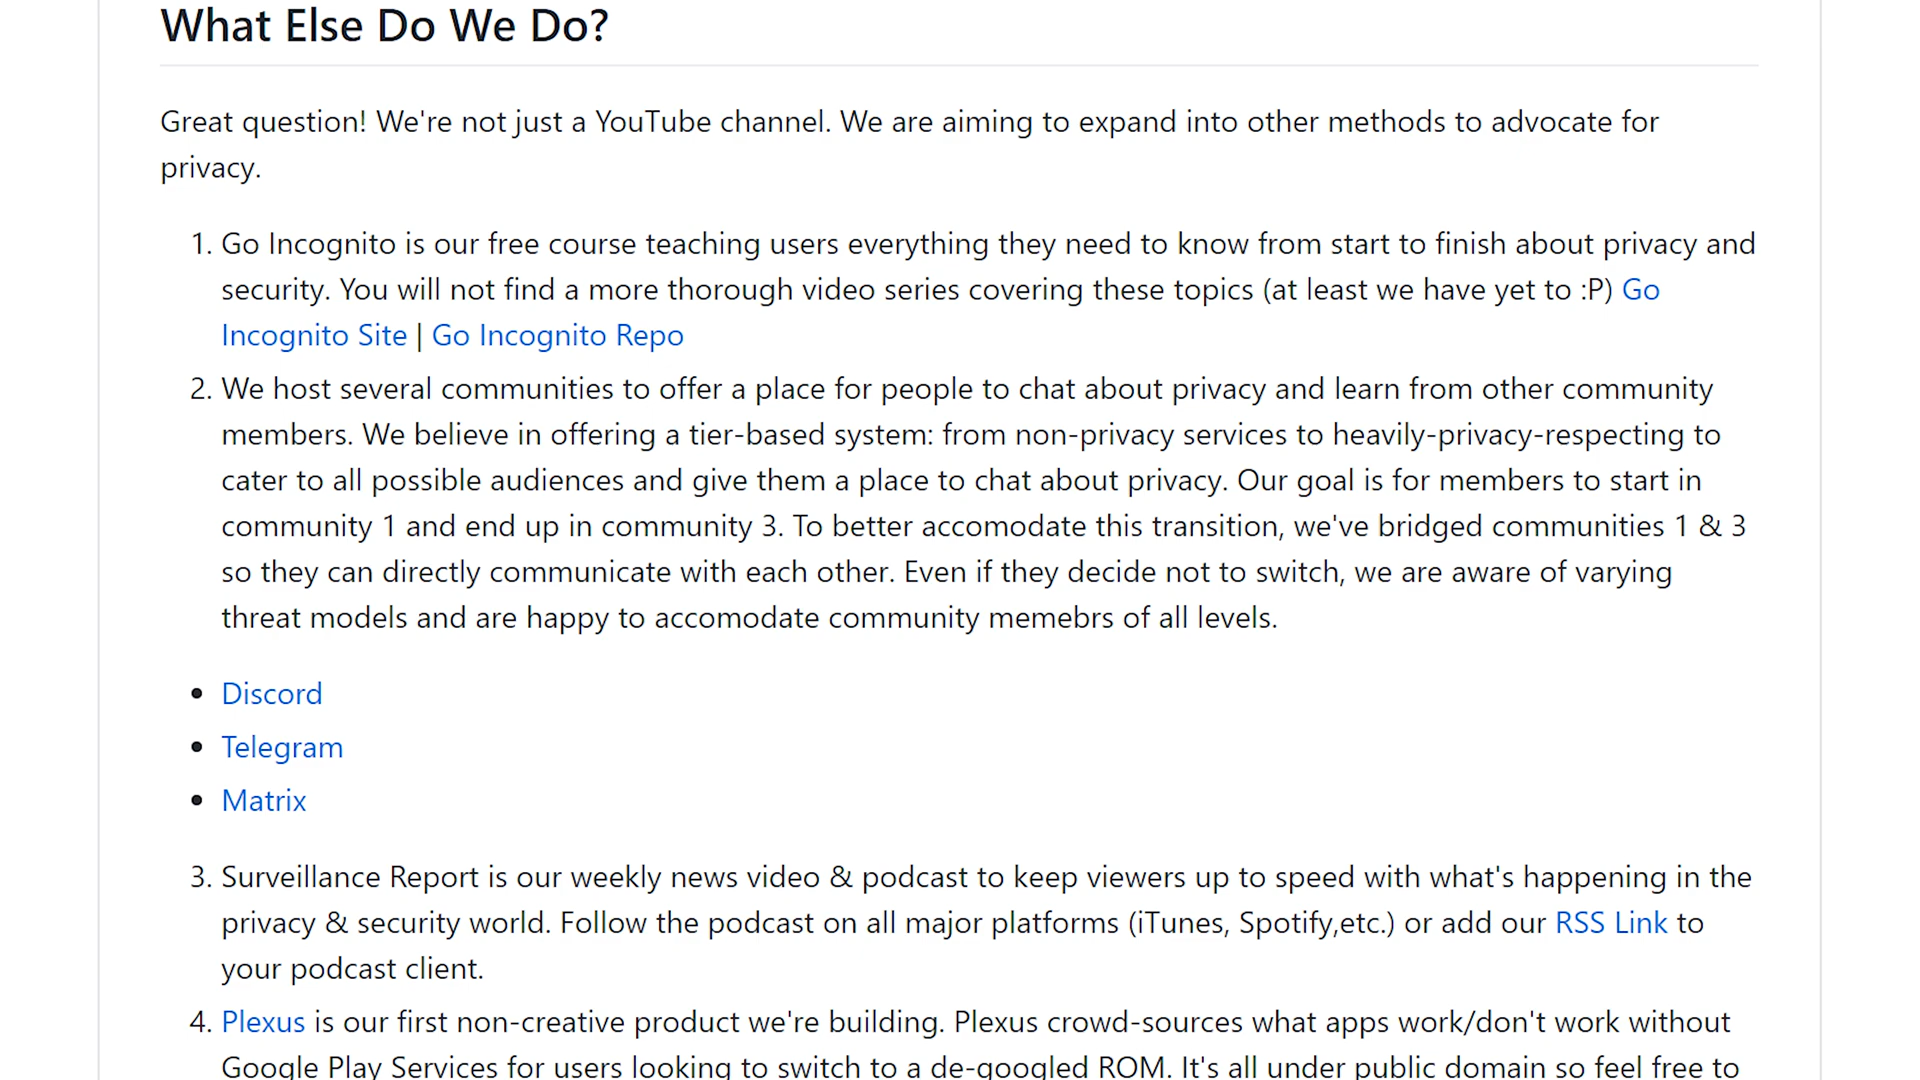 What Else Do We Do?
Great question! We're not just a YouTube channel. We are aiming to expand into other methods to advocate for
privacy.
1. Go Incognito is our free course teaching users everything they need to know from start to finish about privacy and
security. You will not find a more thorough video series covering these topics (at least we have yet to :P) Go
Incognito Site | Go Incognito Repo
2. We host several communities to offer a place for people to chat about privacy and learn from other community
members. We believe in offering a tier-based system: from non-privacy services to heavily-privacy-respecting to
cater to all possible audiences and give them a place to chat about privacy. Our goal is for members to start in
community 1 and end up in community 3. To better accomodate this transition, we've bridged communities 1 & 3
so they can directly communicate with each other. Even if they decide not to switch, we are aware of varying
threat models and are happy to accomodate community memebrs of all levels.
• Discord
• Telegram
• Matrix
3. Surveillance Report is our weekly news video & podcast to keep viewers up to speed with what's happening in the
privacy & security world. Follow the podcast on all major platforms (iTunes, Spotify,etc.) or add our RSS Link to
your podcast client.
4. Plexus is our first non-creative product we're building. Plexus crowd-sources what apps work/don't work without
Google Play Services for users looking to switch to a de-googled ROM. It's all under public domain so feel free to